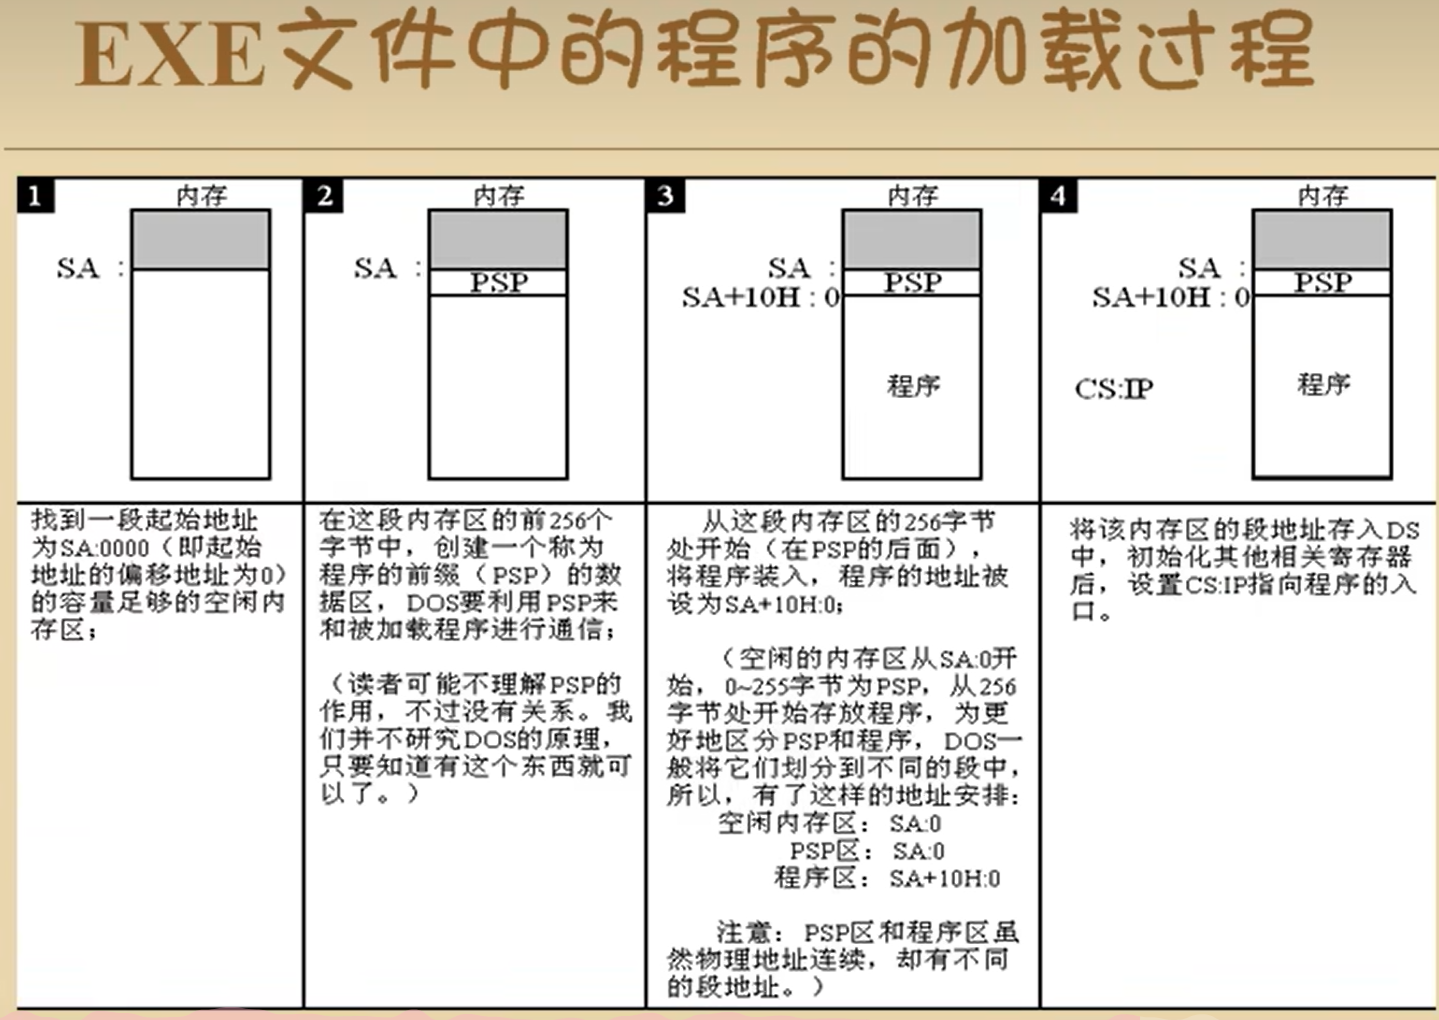 EXE文件中的程序的加载过程
1
内存
SA :
找到一段起始地址
为SA:0000（即起始
地址的偏移地址为0）
的容量足够的空闲内
存区；
2
内存
SA :
PSP
在这段内存区的前256个
字节中，创建一个称为
程序的前缀（PSP）的数
据区，DOS要利用PSP来
和被加载程序进行通信；
（读者可能不理解PSP的
作用，不过没有关系。我
们并不研究DOS的原理，
只要知道有这个东西就可
以了。）
3
内存
SA :
PSP
SA+10H : 0
程序
从这段内存区的256字节
处开始（在PSP的后面），
将程序装入，程序的地址被
设为SA+10H:0；
（空闲的内存区从SA:0开
始，0~255字节为PSP，从256
字节处开始存放程序，为更
好地区分PSP和程序，DOS一
般将它们划分到不同的段中，
所以，有了这样的地址安排：
空闲内存区：SA:0
PSP区：SA:0
程序区：SA+10H:0
注意：PSP区和程序区虽
然物理地址连续，却有不同
的段地址。）
4
内存
SA :
PSP
SA+10H : 0
CS:IP
程序
将该内存区的段地址存入DS
中，初始化其他相关寄存器
后，设置CS:IP指向程序的入
口。